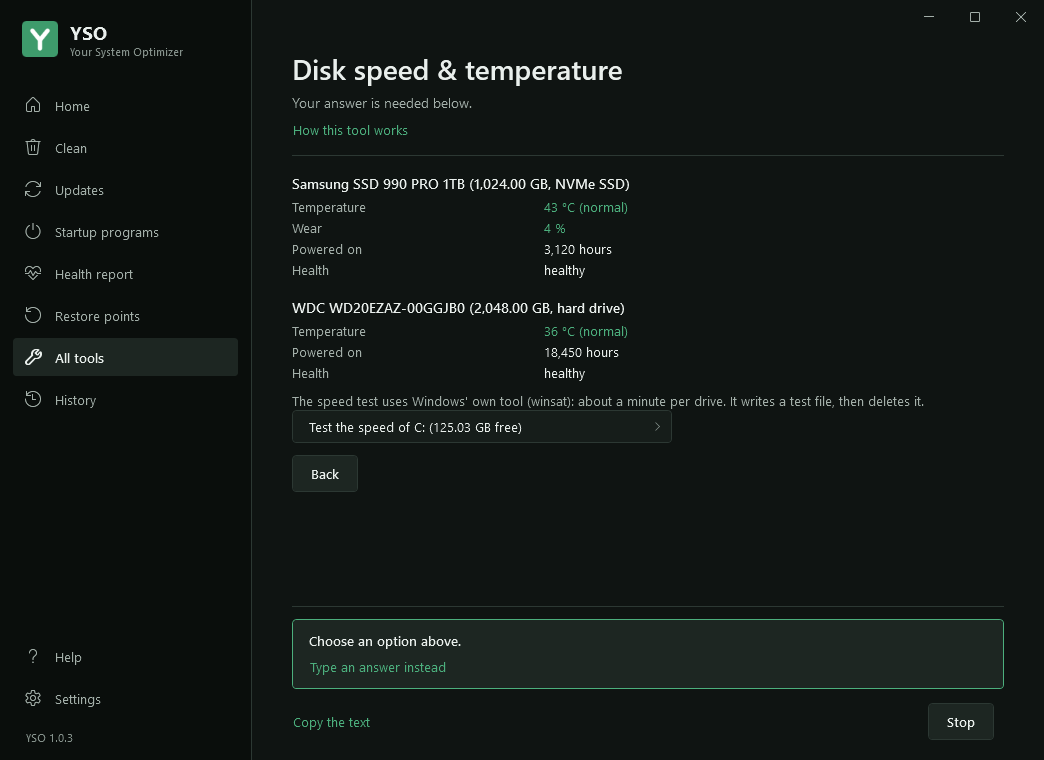 YSO
Your System Optimizer
Home
Clean
Updates
Startup programs
Health report
Restore points
All tools
History
Help
Settings
YSO 1.0.3
Disk speed & temperature
Your answer is needed below.
How this tool works
Samsung SSD 990 PRO 1TB (1,024.00 GB, NVMe SSD)
Temperature 43 °C (normal)
Wear 4 %
Powered on 3,120 hours
Health healthy
WDC WD20EZAZ-00GGJB0 (2,048.00 GB, hard drive)
Temperature 36 °C (normal)
Powered on 18,450 hours
Health healthy
The speed test uses Windows' own tool (winsat): about a minute per drive. It writes a test file, then deletes it.
Test the speed of C: (125.03 GB free)
Back
Choose an option above.
Type an answer instead
Copy the text
Stop